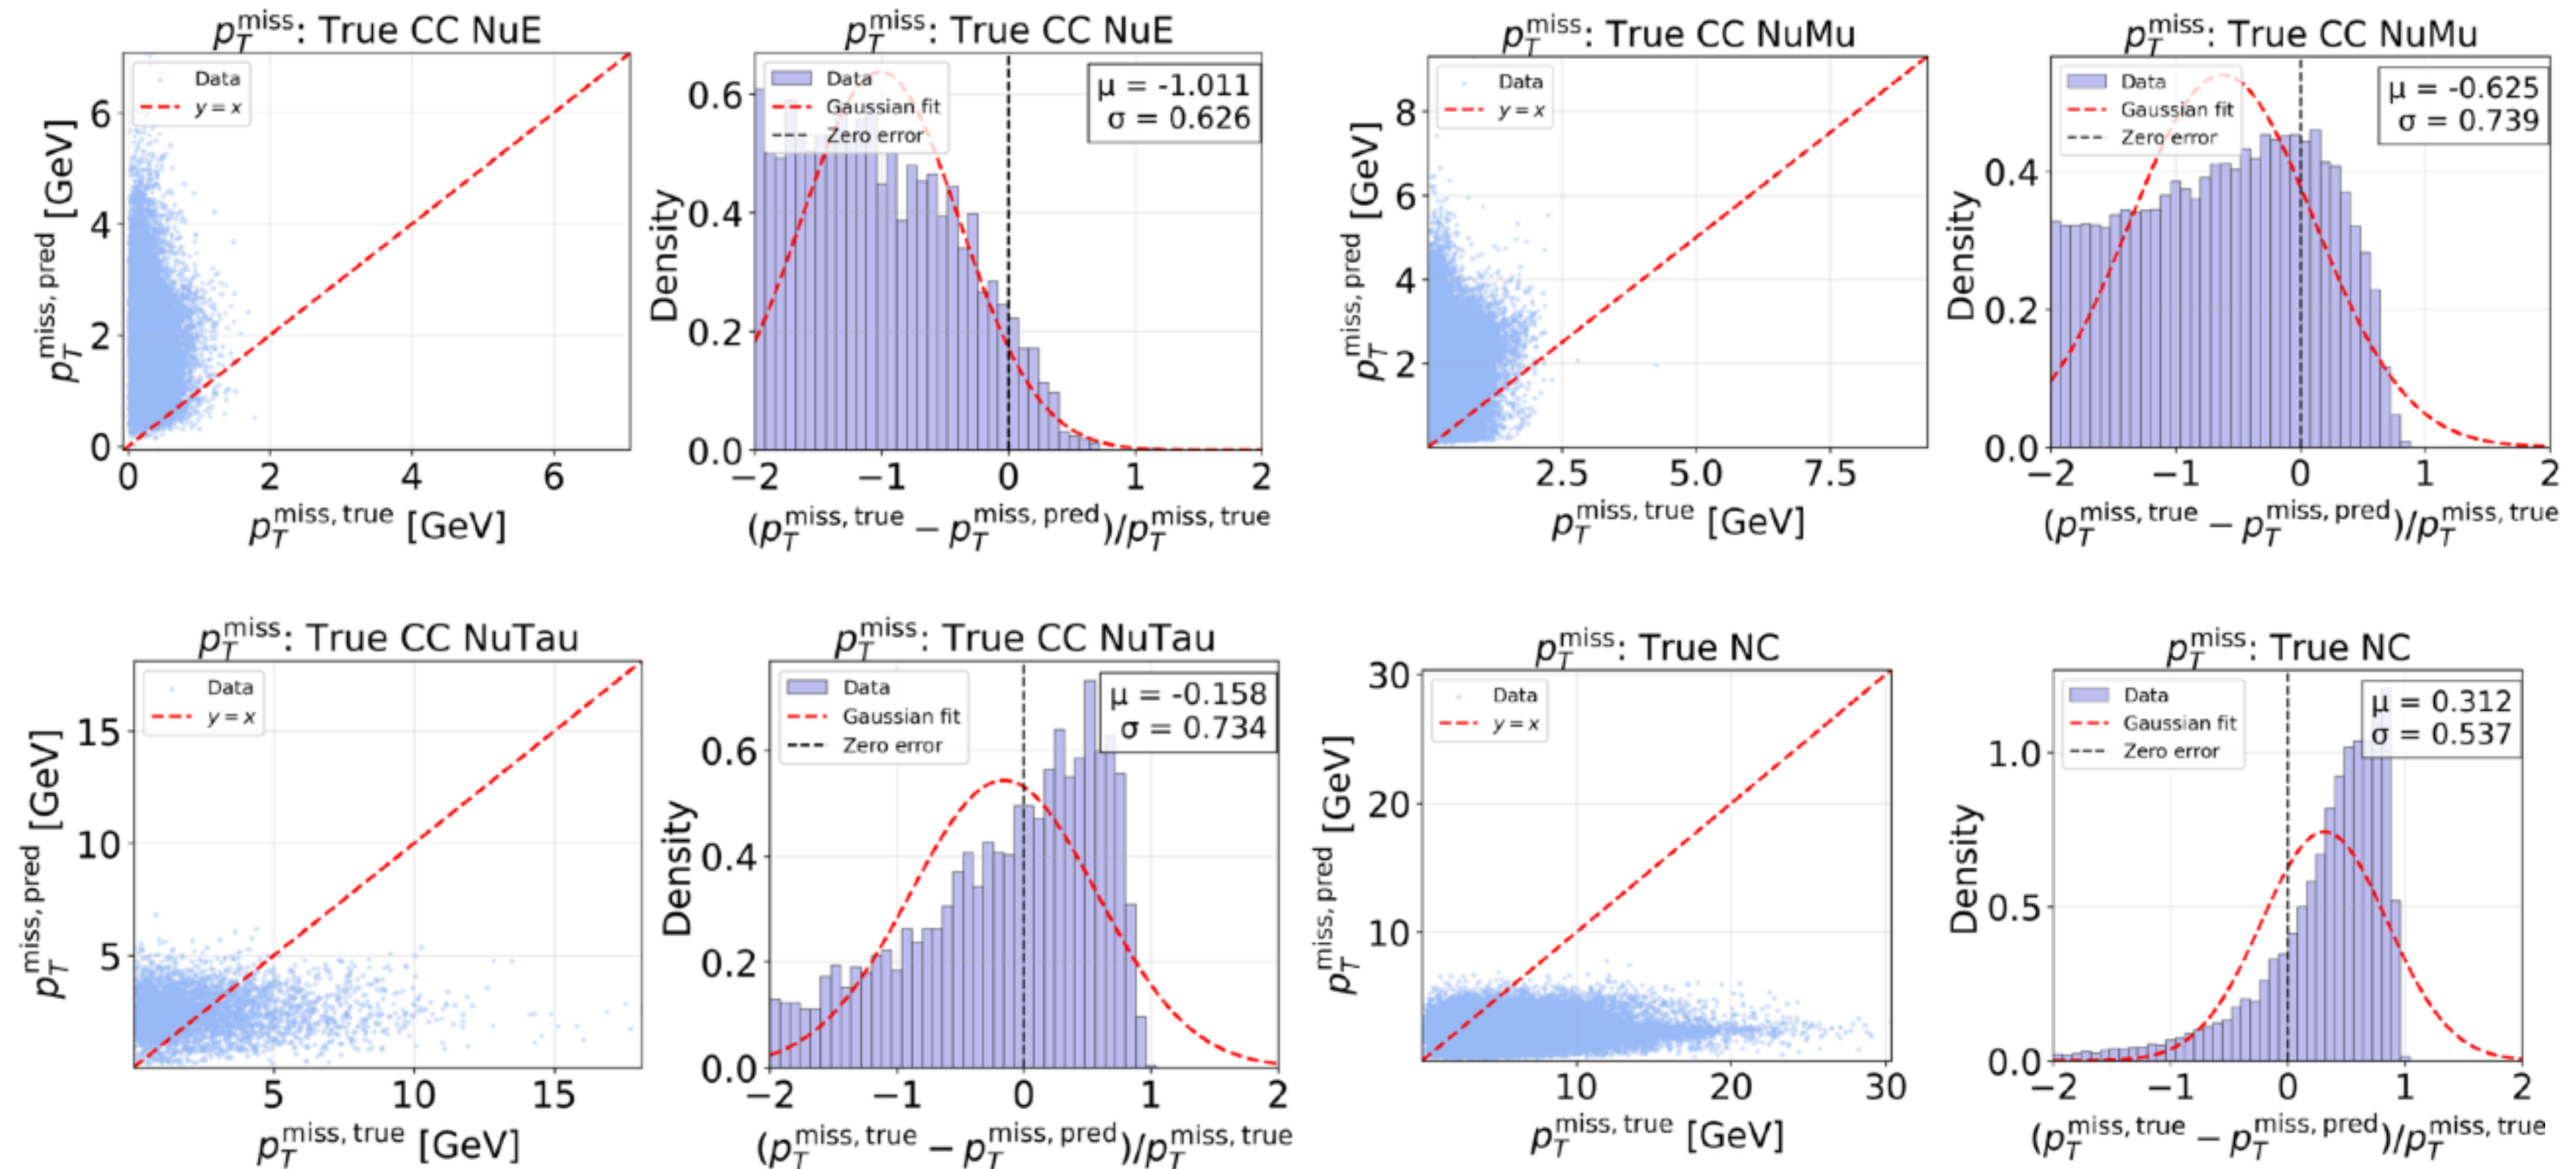 p_T^miss: True CC NuE
Data
y = x
6
4
2
0
0 2 4 6
p_T^miss, pred [GeV]
p_T^miss, true [GeV]
p_T^miss: True CC NuE
Data
Gaussian fit
Zero error
μ = -1.011
σ = 0.626
0.6
0.4
0.2
0.0
−2 −1 0 1 2
Density
(p_T^miss, true − p_T^miss, pred)/p_T^miss, true
p_T^miss: True CC NuMu
Data
y = x
8
6
4
2
2.5 5.0 7.5
p_T^miss, pred [GeV]
p_T^miss, true [GeV]
p_T^miss: True CC NuMu
Data
Gaussian fit
Zero error
μ = -0.625
σ = 0.739
0.4
0.2
0.0
−2 −1 0 1 2
Density
(p_T^miss, true − p_T^miss, pred)/p_T^miss, true
p_T^miss: True CC NuTau
Data
y = x
15
10
5
5 10 15
p_T^miss, pred [GeV]
p_T^miss, true [GeV]
p_T^miss: True CC NuTau
Data
Gaussian fit
Zero error
μ = -0.158
σ = 0.734
0.6
0.4
0.2
0.0
−2 −1 0 1 2
Density
(p_T^miss, true − p_T^miss, pred)/p_T^miss, true
p_T^miss: True NC
Data
y = x
30
20
10
10 20 30
p_T^miss, pred [GeV]
p_T^miss, true [GeV]
p_T^miss: True NC
Data
Gaussian fit
Zero error
μ = 0.312
σ = 0.537
1.0
0.5
0.0
−2 −1 0 1 2
Density
(p_T^miss, true − p_T^miss, pred)/p_T^miss, true